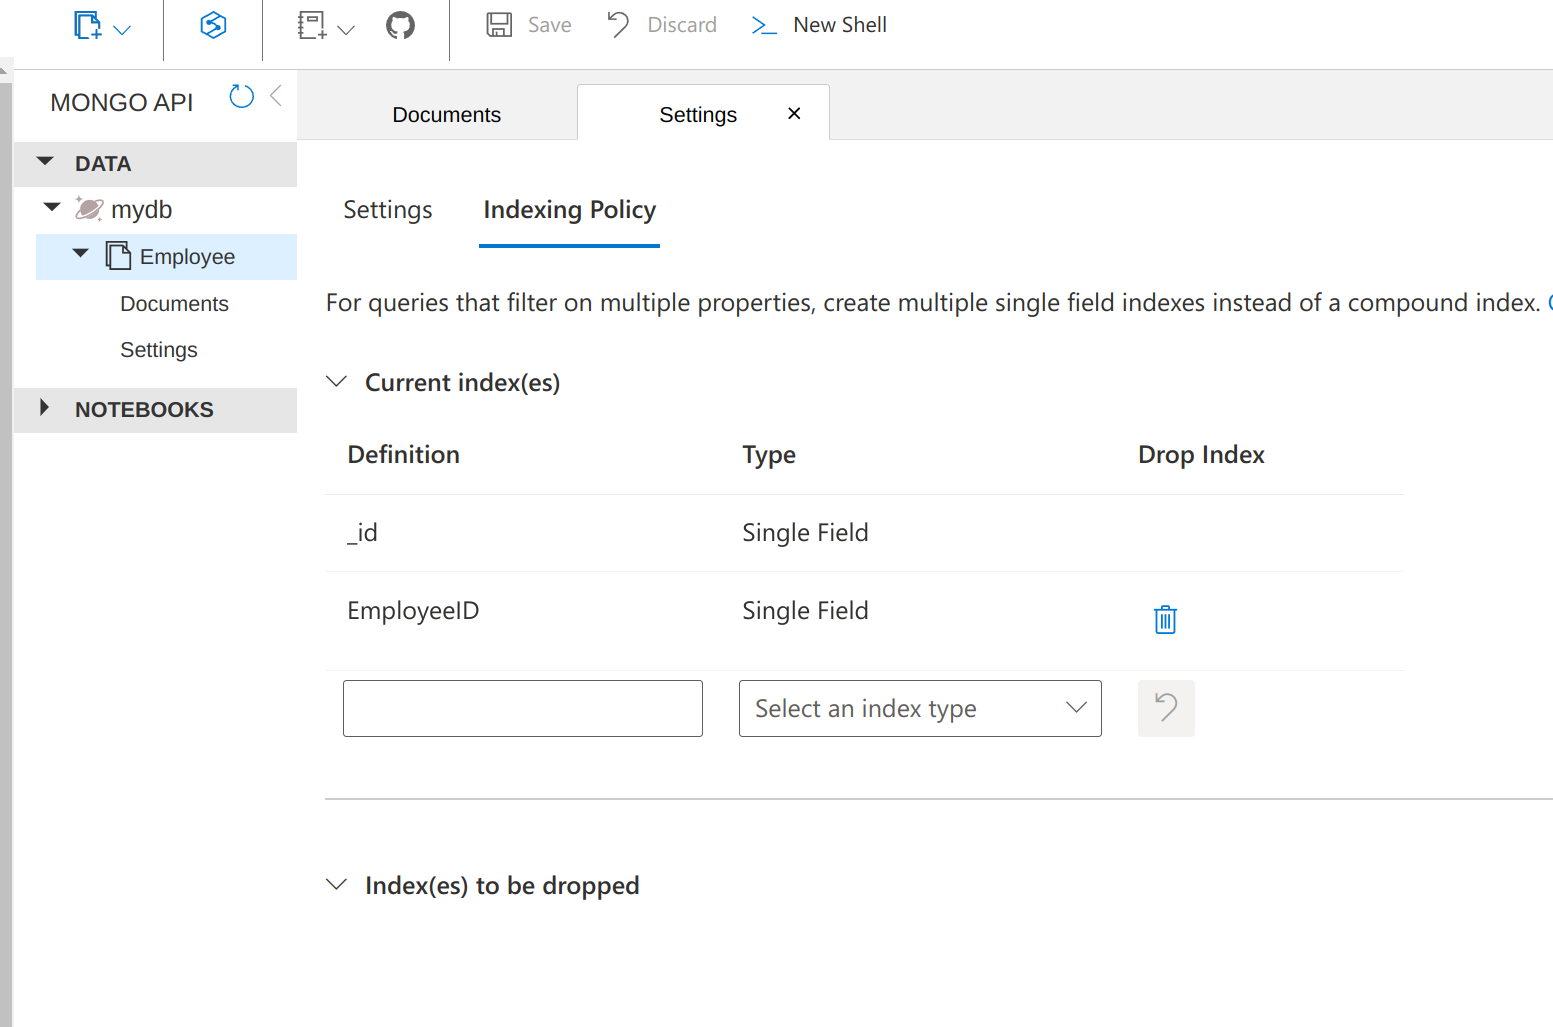 Save Discard New Shell
MONGO API
Documents Settings
DATA
mydb
Employee
Documents
Settings
NOTEBOOKS
Settings Indexing Policy
For queries that filter on multiple properties, create multiple single field indexes instead of a compound index.
Current index(es)
Definition Type Drop Index
_id Single Field
EmployeeID Single Field
Select an index type
Index(es) to be dropped